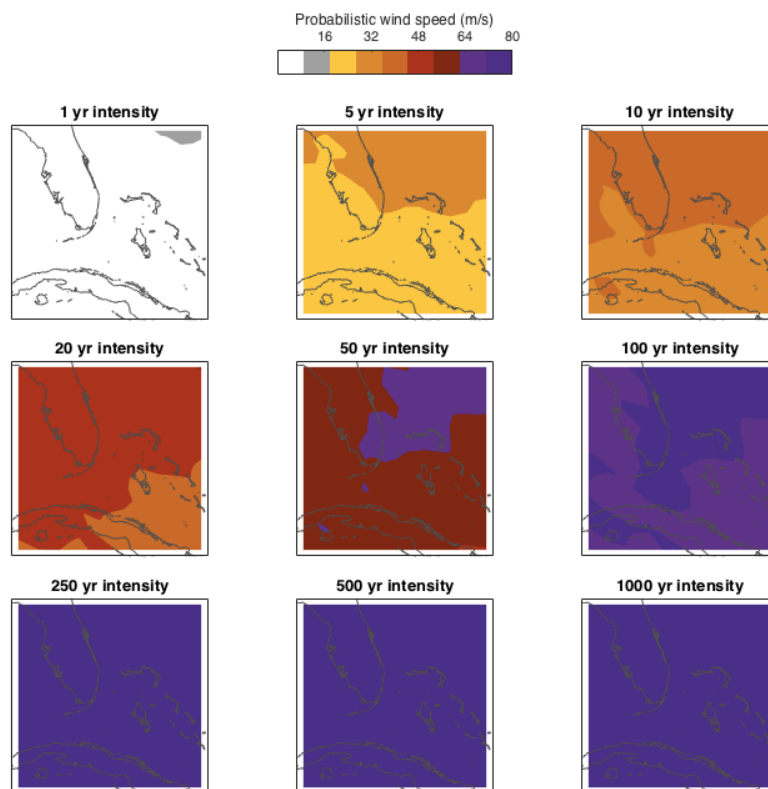 Probabilistic wind speed (m/s)
16 32 48 64 80
1 yr intensity
5 yr intensity
10 yr intensity
20 yr intensity
50 yr intensity
100 yr intensity
250 yr intensity
500 yr intensity
1000 yr intensity